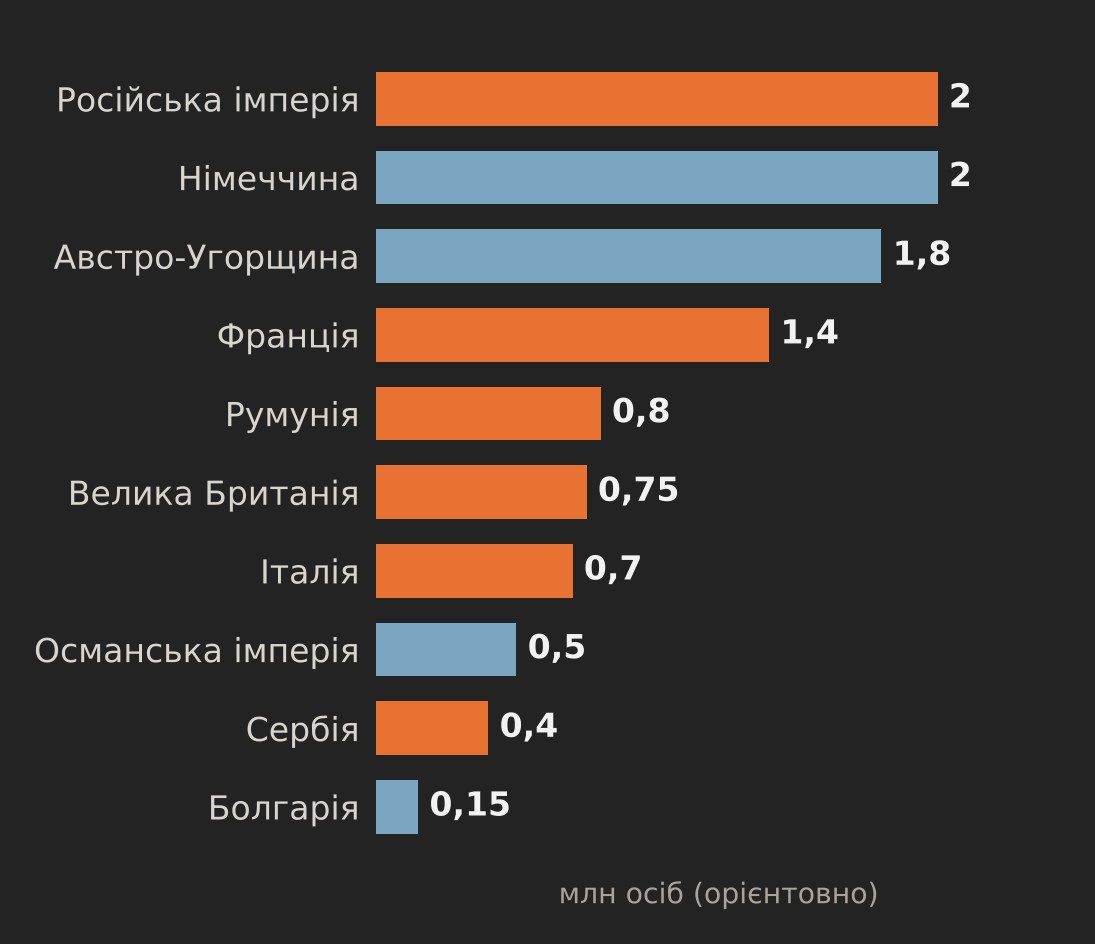 Російська імперія 2
Німеччина 2
Австро-Угорщина 1,8
Франція 1,4
Румунія 0,8
Велика Британія 0,75
Італія 0,7
Османська імперія 0,5
Сербія 0,4
Болгарія 0,15
млн осіб (орієнтовно)